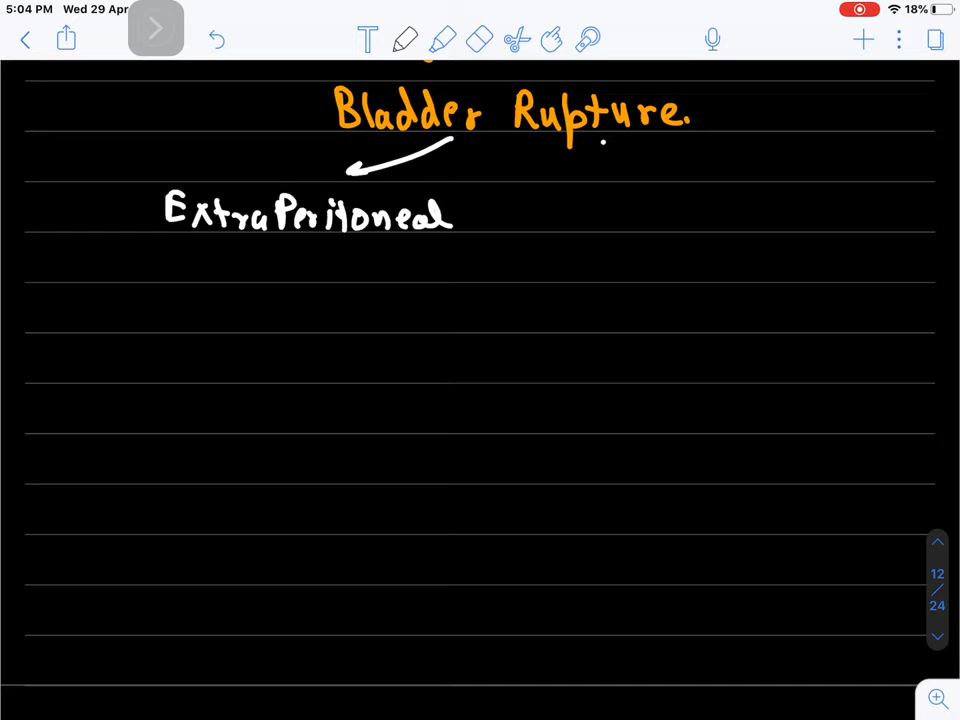 5:04 PM Wed 29 Apr 18%
T
Bladder Rupture.
ExtraPeritoneal
12
/
24